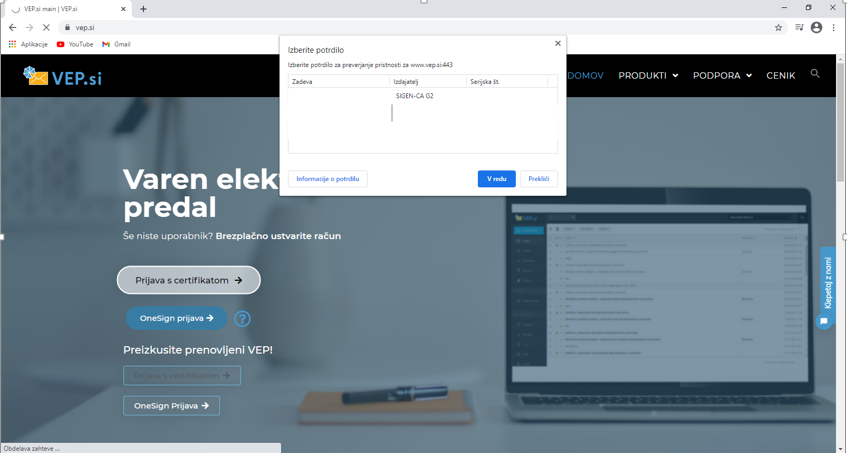 VEP.si main | VEP.si
vep.si
Aplikacije
YouTube
Gmail
Izberite potrdilo
Izberite potrdilo za preverjanje pristnosti za www.vep.si:443
Zadeva Izdajatelj Serijska št.
SIGEN-CA G2
Informacije o potrdilu V redu Prekliči
VEP.si
DOMOV PRODUKTI PODPORA CENIK
Varen elek
predal
Še niste uporabnik? Brezplačno ustvarite račun
Prijava s certifikatom
OneSign prijava
Preizkusite prenovljeni VEP!
Prijava s certifikatom
OneSign Prijava
Klepetaj z nami
Obdelava zahteve ...